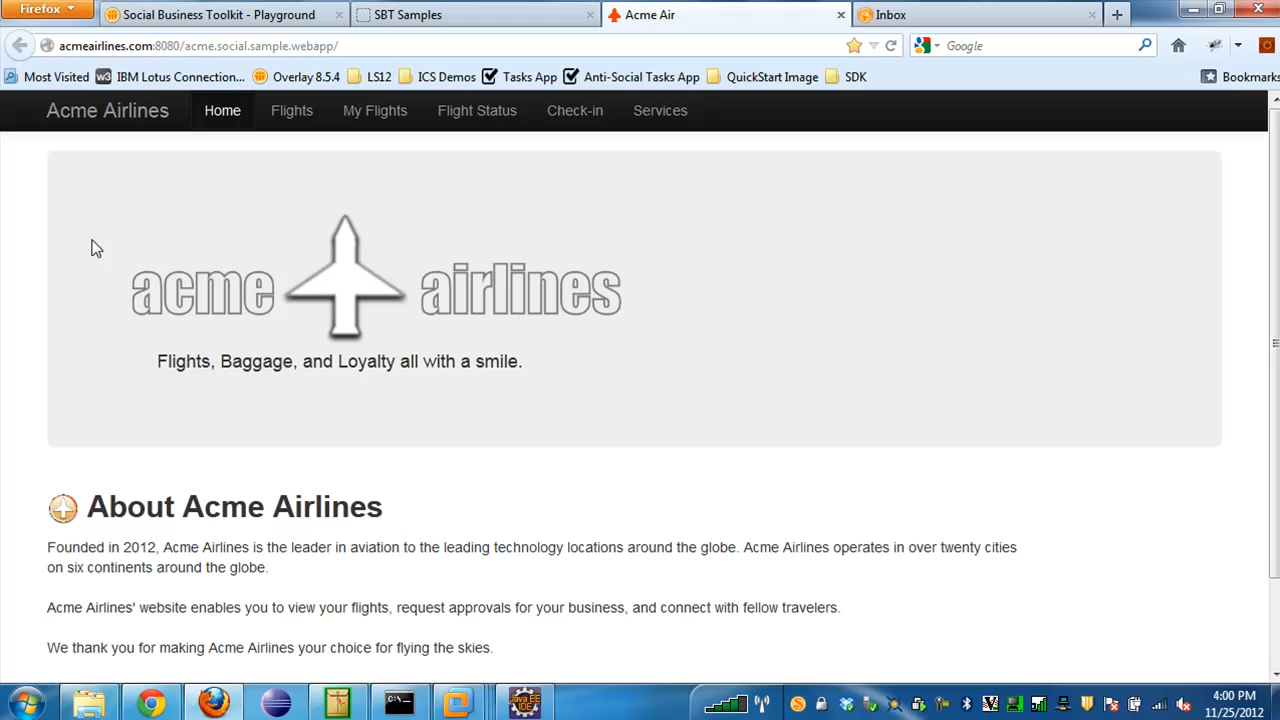 Firefox
Social Business Toolkit - Playground
SBT Samples
Acme Air
Inbox
acmeairlines.com:8080/acme.social.sample.webapp/
Google
Most Visited
IBM Lotus Connection...
Overlay 8.5.4
LS12
ICS Demos
Tasks App
Anti-Social Tasks App
QuickStart Image
SDK
Bookmarks
Acme Airlines
Home
Flights
My Flights
Flight Status
Check-in
Services
acme airlines
Flights, Baggage, and Loyalty all with a smile.
About Acme Airlines
Founded in 2012, Acme Airlines is the leader in aviation to the leading technology locations around the globe. Acme Airlines operates in over twenty cities
on six continents around the globe.
Acme Airlines' website enables you to view your flights, request approvals for your business, and connect with fellow travelers.
We thank you for making Acme Airlines your choice for flying the skies.
Java EE
IDE
4:00 PM
11/25/2012